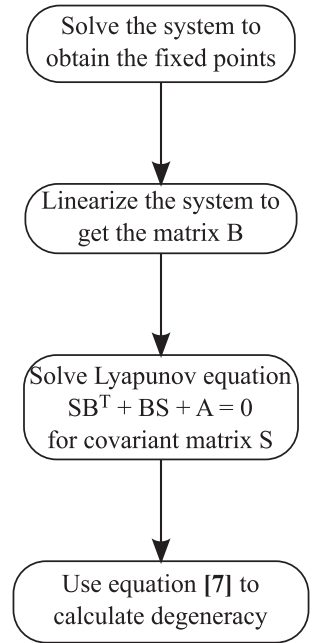 Solve the system to
obtain the fixed points
Linearize the system to
get the matrix B
Solve Lyapunov equation
SBᵀ + BS + A = 0
for covariant matrix S
Use equation [7] to
calculate degeneracy